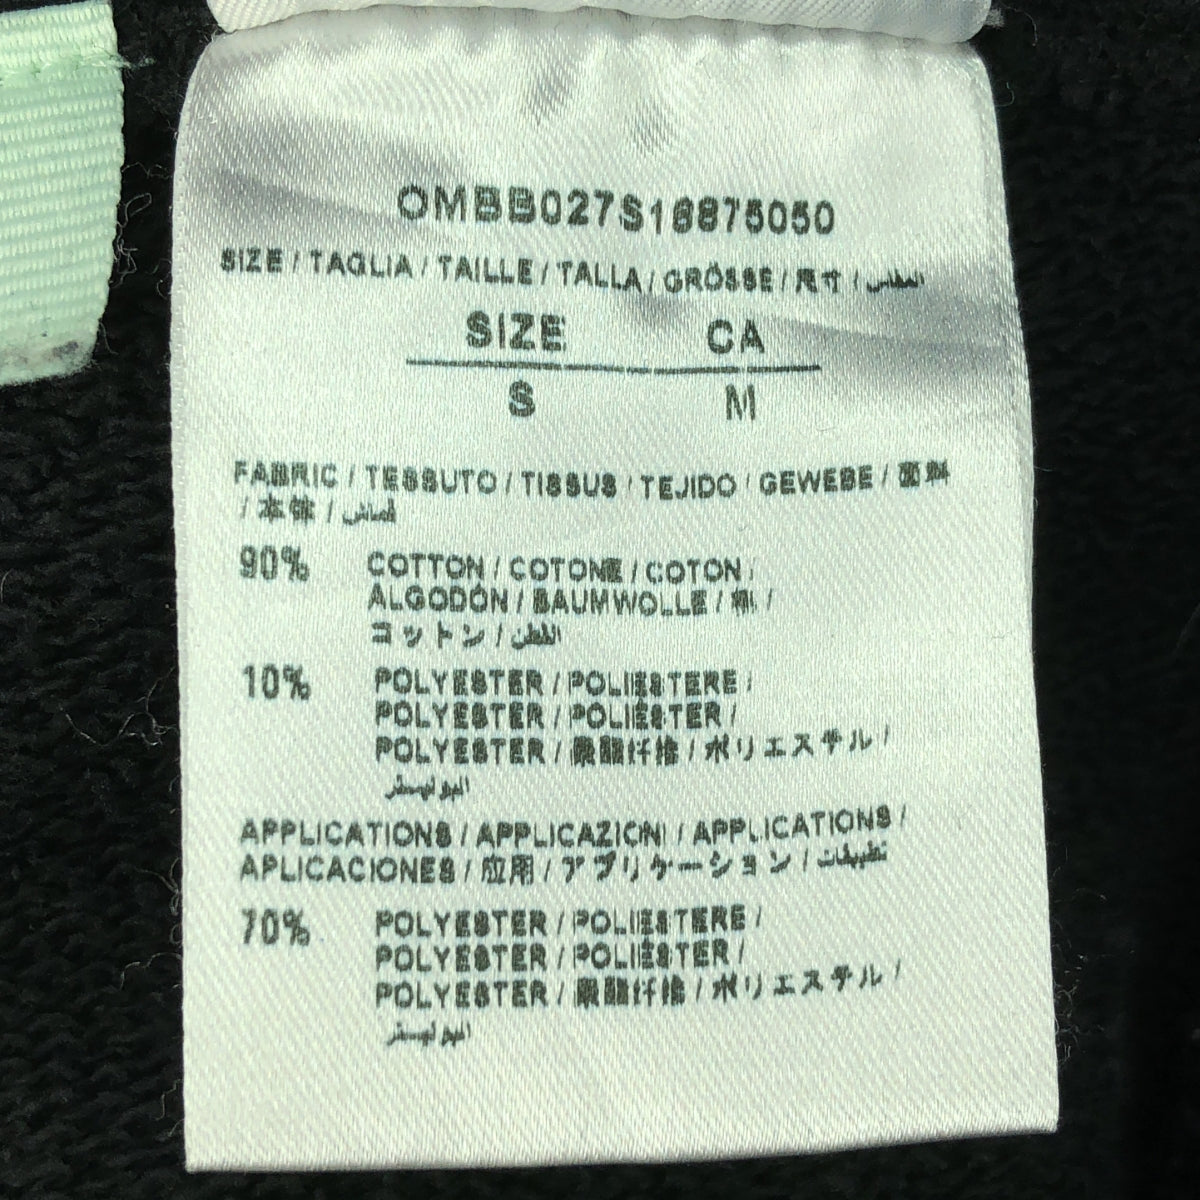 OMBB027S18875050
SIZE / TAGLIA / TAILLE / TALLA / GRÖSSE / 尺寸 / المقاس
SIZE CA
S M
FABRIC / TESSUTO / TISSUS / TEJIDO / GEWEBE / 面料
/ 本体 / قماش
90% COTTON / COTONE / COTON /
ALGODÓN / BAUMWOLLE / 棉 /
コットン / القطن
10% POLYESTER / POLIESTERE /
POLYESTER / POLIÉSTER /
POLYESTER / 聚酯纤维 / ポリエステル /
البوليستر
APPLICATIONS / APPLICAZIONI / APPLICATIONS /
APLICACIONES / 应用 / アプリケーション / تطبيقات
70% POLYESTER / POLIESTERE /
POLYESTER / POLIÉSTER /
POLYESTER / 聚酯纤维 / ポリエステル /
البوليستر